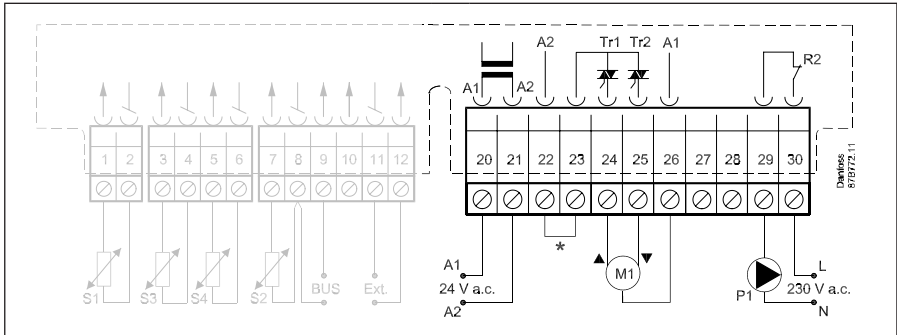 A2 Tr1 Tr2 A1
R2
A1 A2
1 2 3 4 5 6 7 8 9 10 11 12 20 21 22 23 24 25 26 27 28 29 30
Danfoss
87B772.11
S1 S3 S4 S2 BUS Ext.
A1
24 V a.c.
A2
*
M1
P1
L
230 V a.c.
N